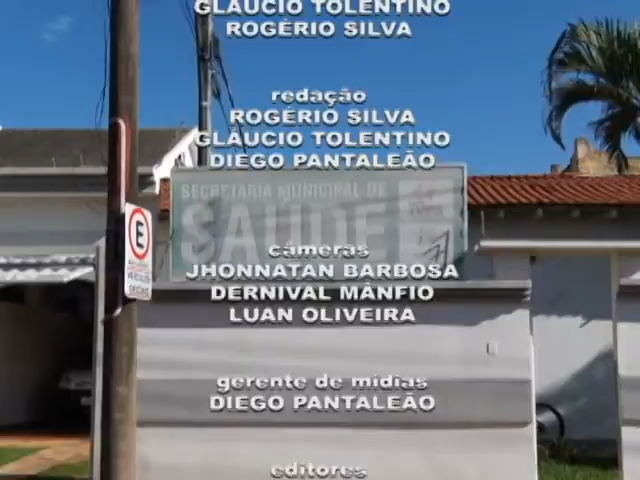 GLÁUCIO TOLENTINO
ROGÉRIO SILVA
redação
ROGÉRIO SILVA
GLÁUCIO TOLENTINO
DIEGO PANTALEÃO
SECRETARIA MUNICIPAL DE
SAÚDE
E
câmeras
JHONNATAN BARBOSA
DERNIVAL MÂNFIO
LUAN OLIVEIRA
gerente de mídias
DIEGO PANTALEÃO
editores